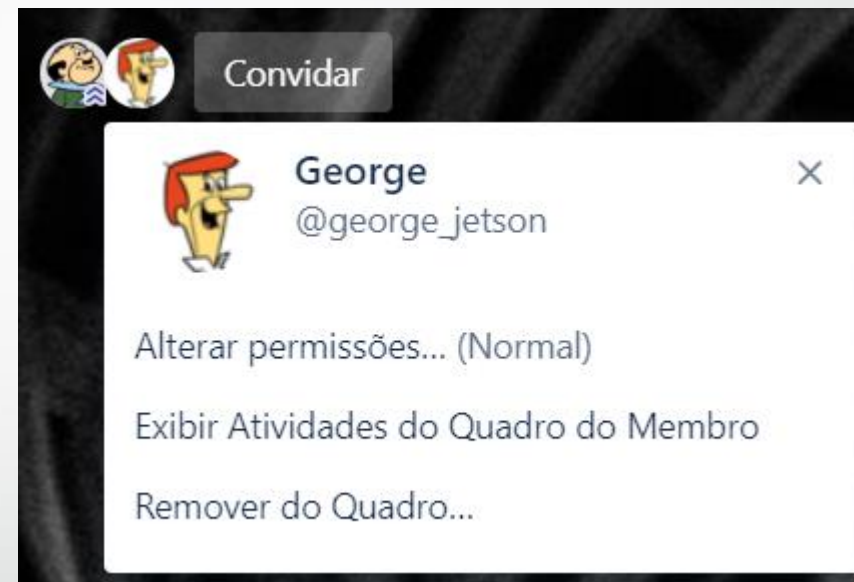 Convidar
George
@george_jetson
Alterar permissões... (Normal)
Exibir Atividades do Quadro do Membro
Remover do Quadro...